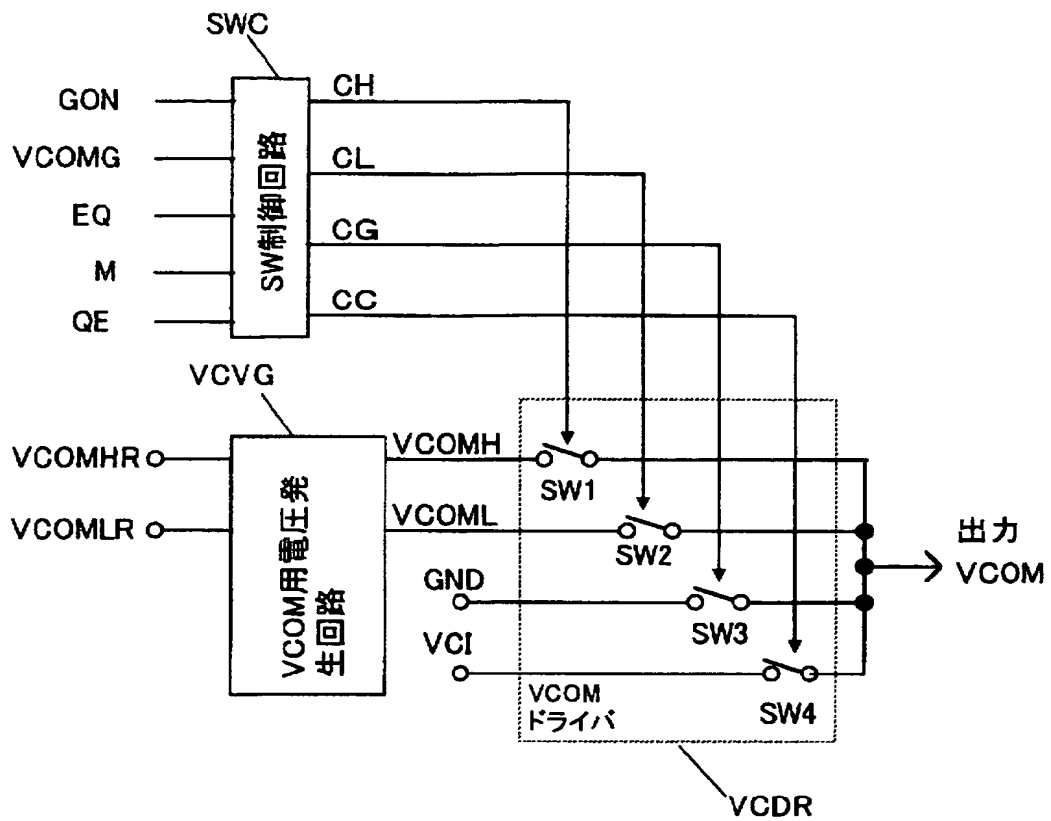 SWC
GON
VCOMG
EQ
M
QE
SW制御回路
CH
CL
CG
CC
VCVG
VCOMHR
VCOMLR
VCOM用電圧発
生回路
VCOMH
VCOML
GND
VCI
SW1
SW2
SW3
SW4
VCOM
ドライバ
出力
VCOM
VCDR